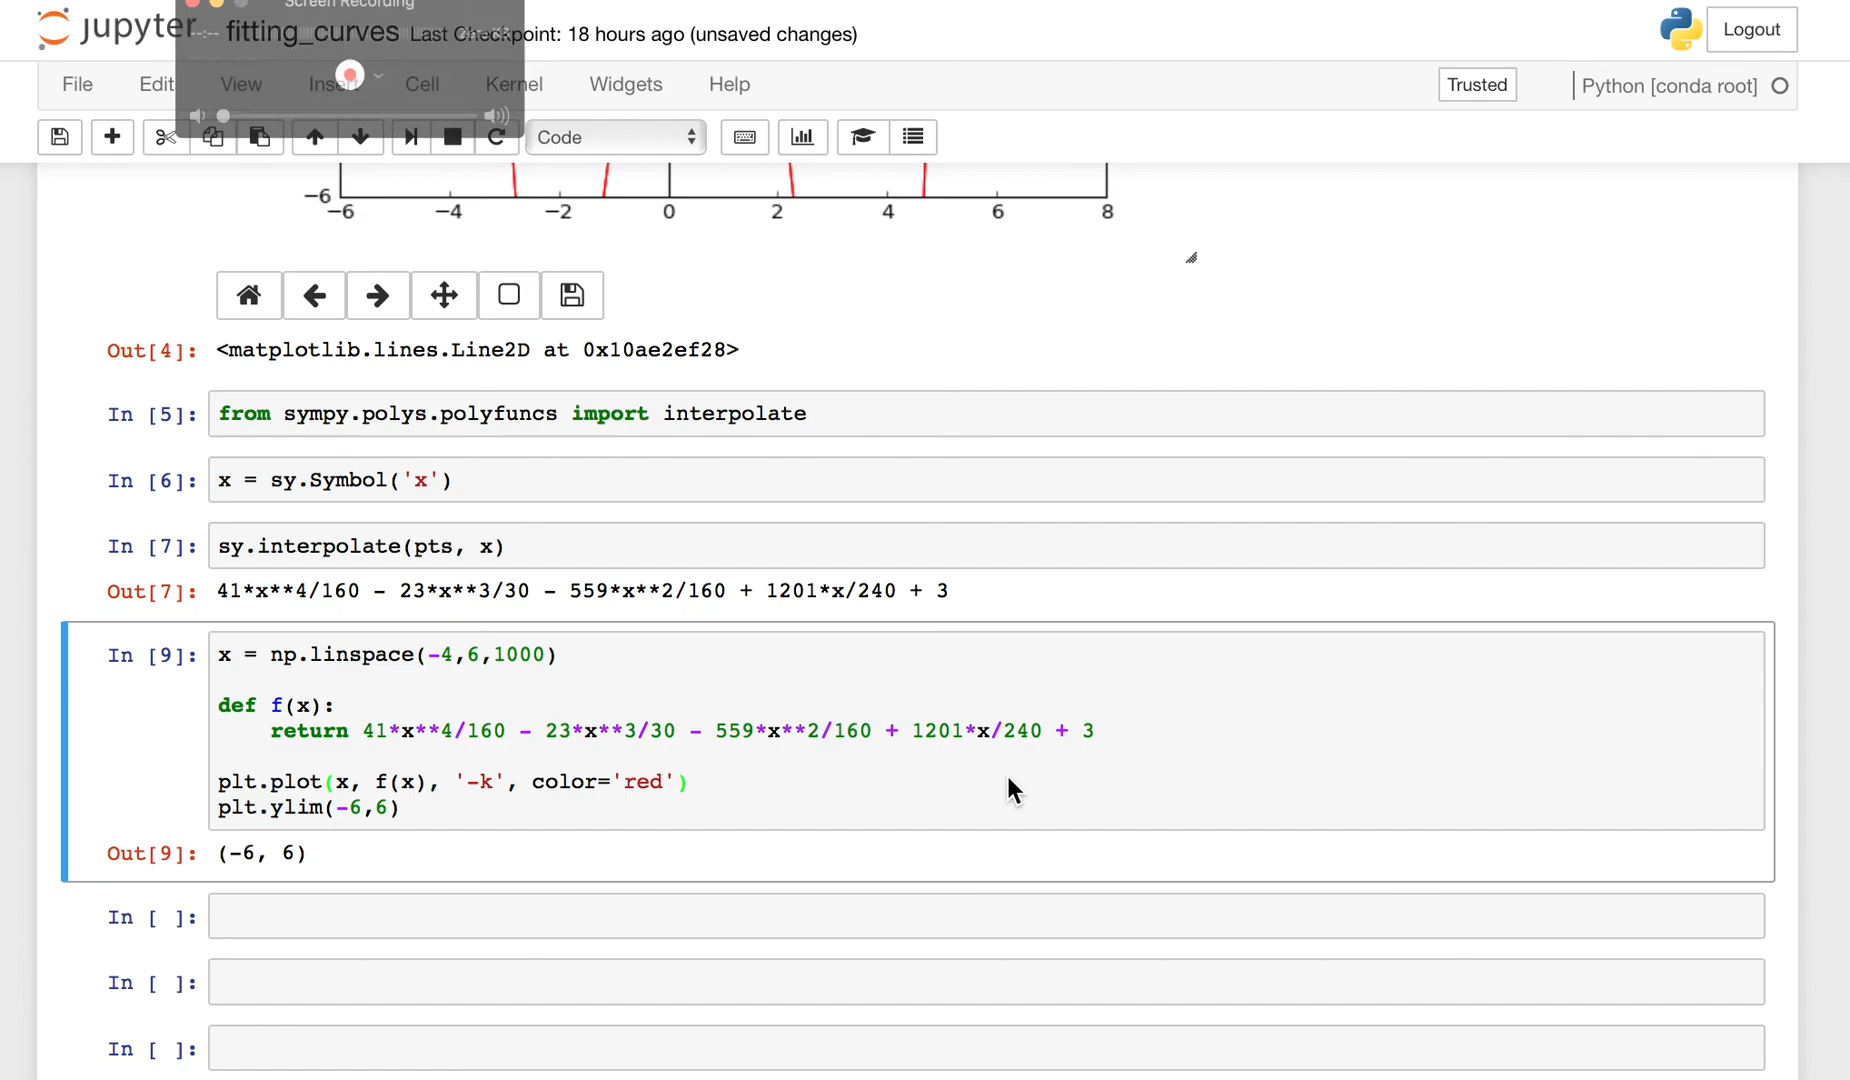 Screen Recording
jupyter fitting_curves Last Checkpoint: 18 hours ago (unsaved changes) Logout
File Edit View Insert Cell Kernel Widgets Help Trusted Python [conda root]
Code
−6
−6 −4 −2 0 2 4 6 8
Out[4]: <matplotlib.lines.Line2D at 0x10ae2ef28>
In [5]: from sympy.polys.polyfuncs import interpolate
In [6]: x = sy.Symbol('x')
In [7]: sy.interpolate(pts, x)
Out[7]: 41*x**4/160 - 23*x**3/30 - 559*x**2/160 + 1201*x/240 + 3
In [9]: x = np.linspace(-4,6,1000)
def f(x):
return 41*x**4/160 - 23*x**3/30 - 559*x**2/160 + 1201*x/240 + 3
plt.plot(x, f(x), '-k', color='red')
plt.ylim(-6,6)
Out[9]: (-6, 6)
In [ ]:
In [ ]:
In [ ]: